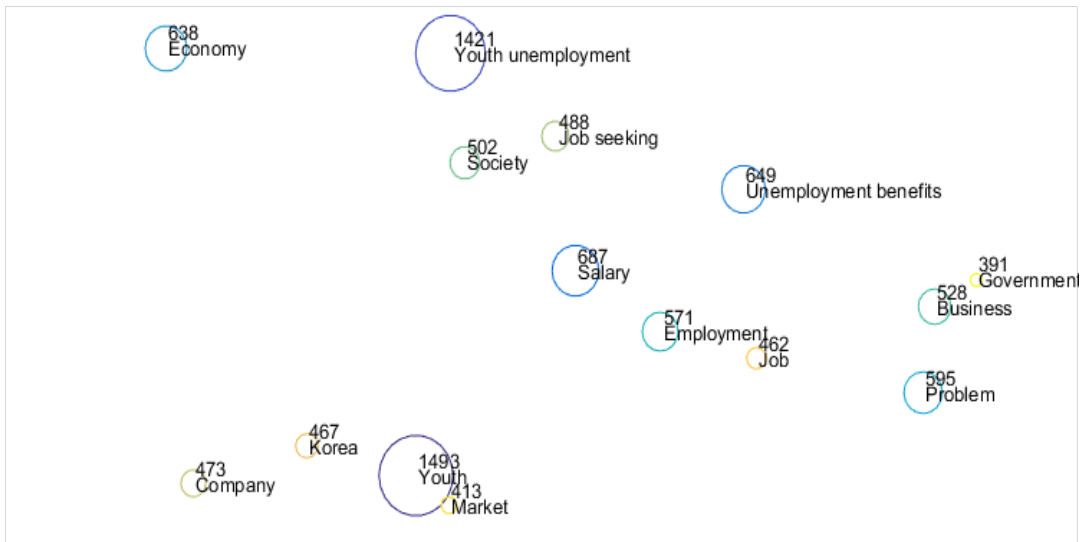 638
Economy
1421
Youth unemployment
488
Job seeking
502
Society
649
Unemployment benefits
687
Salary
391
Government
528
Business
571
Employment
462
Job
595
Problem
467
Korea
473
Company
1493
Youth
413
Market